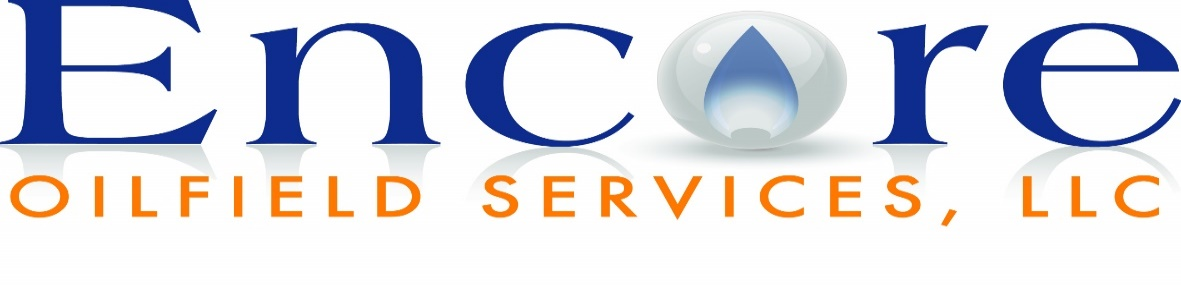 Encore
OILFIELD SERVICES, LLC